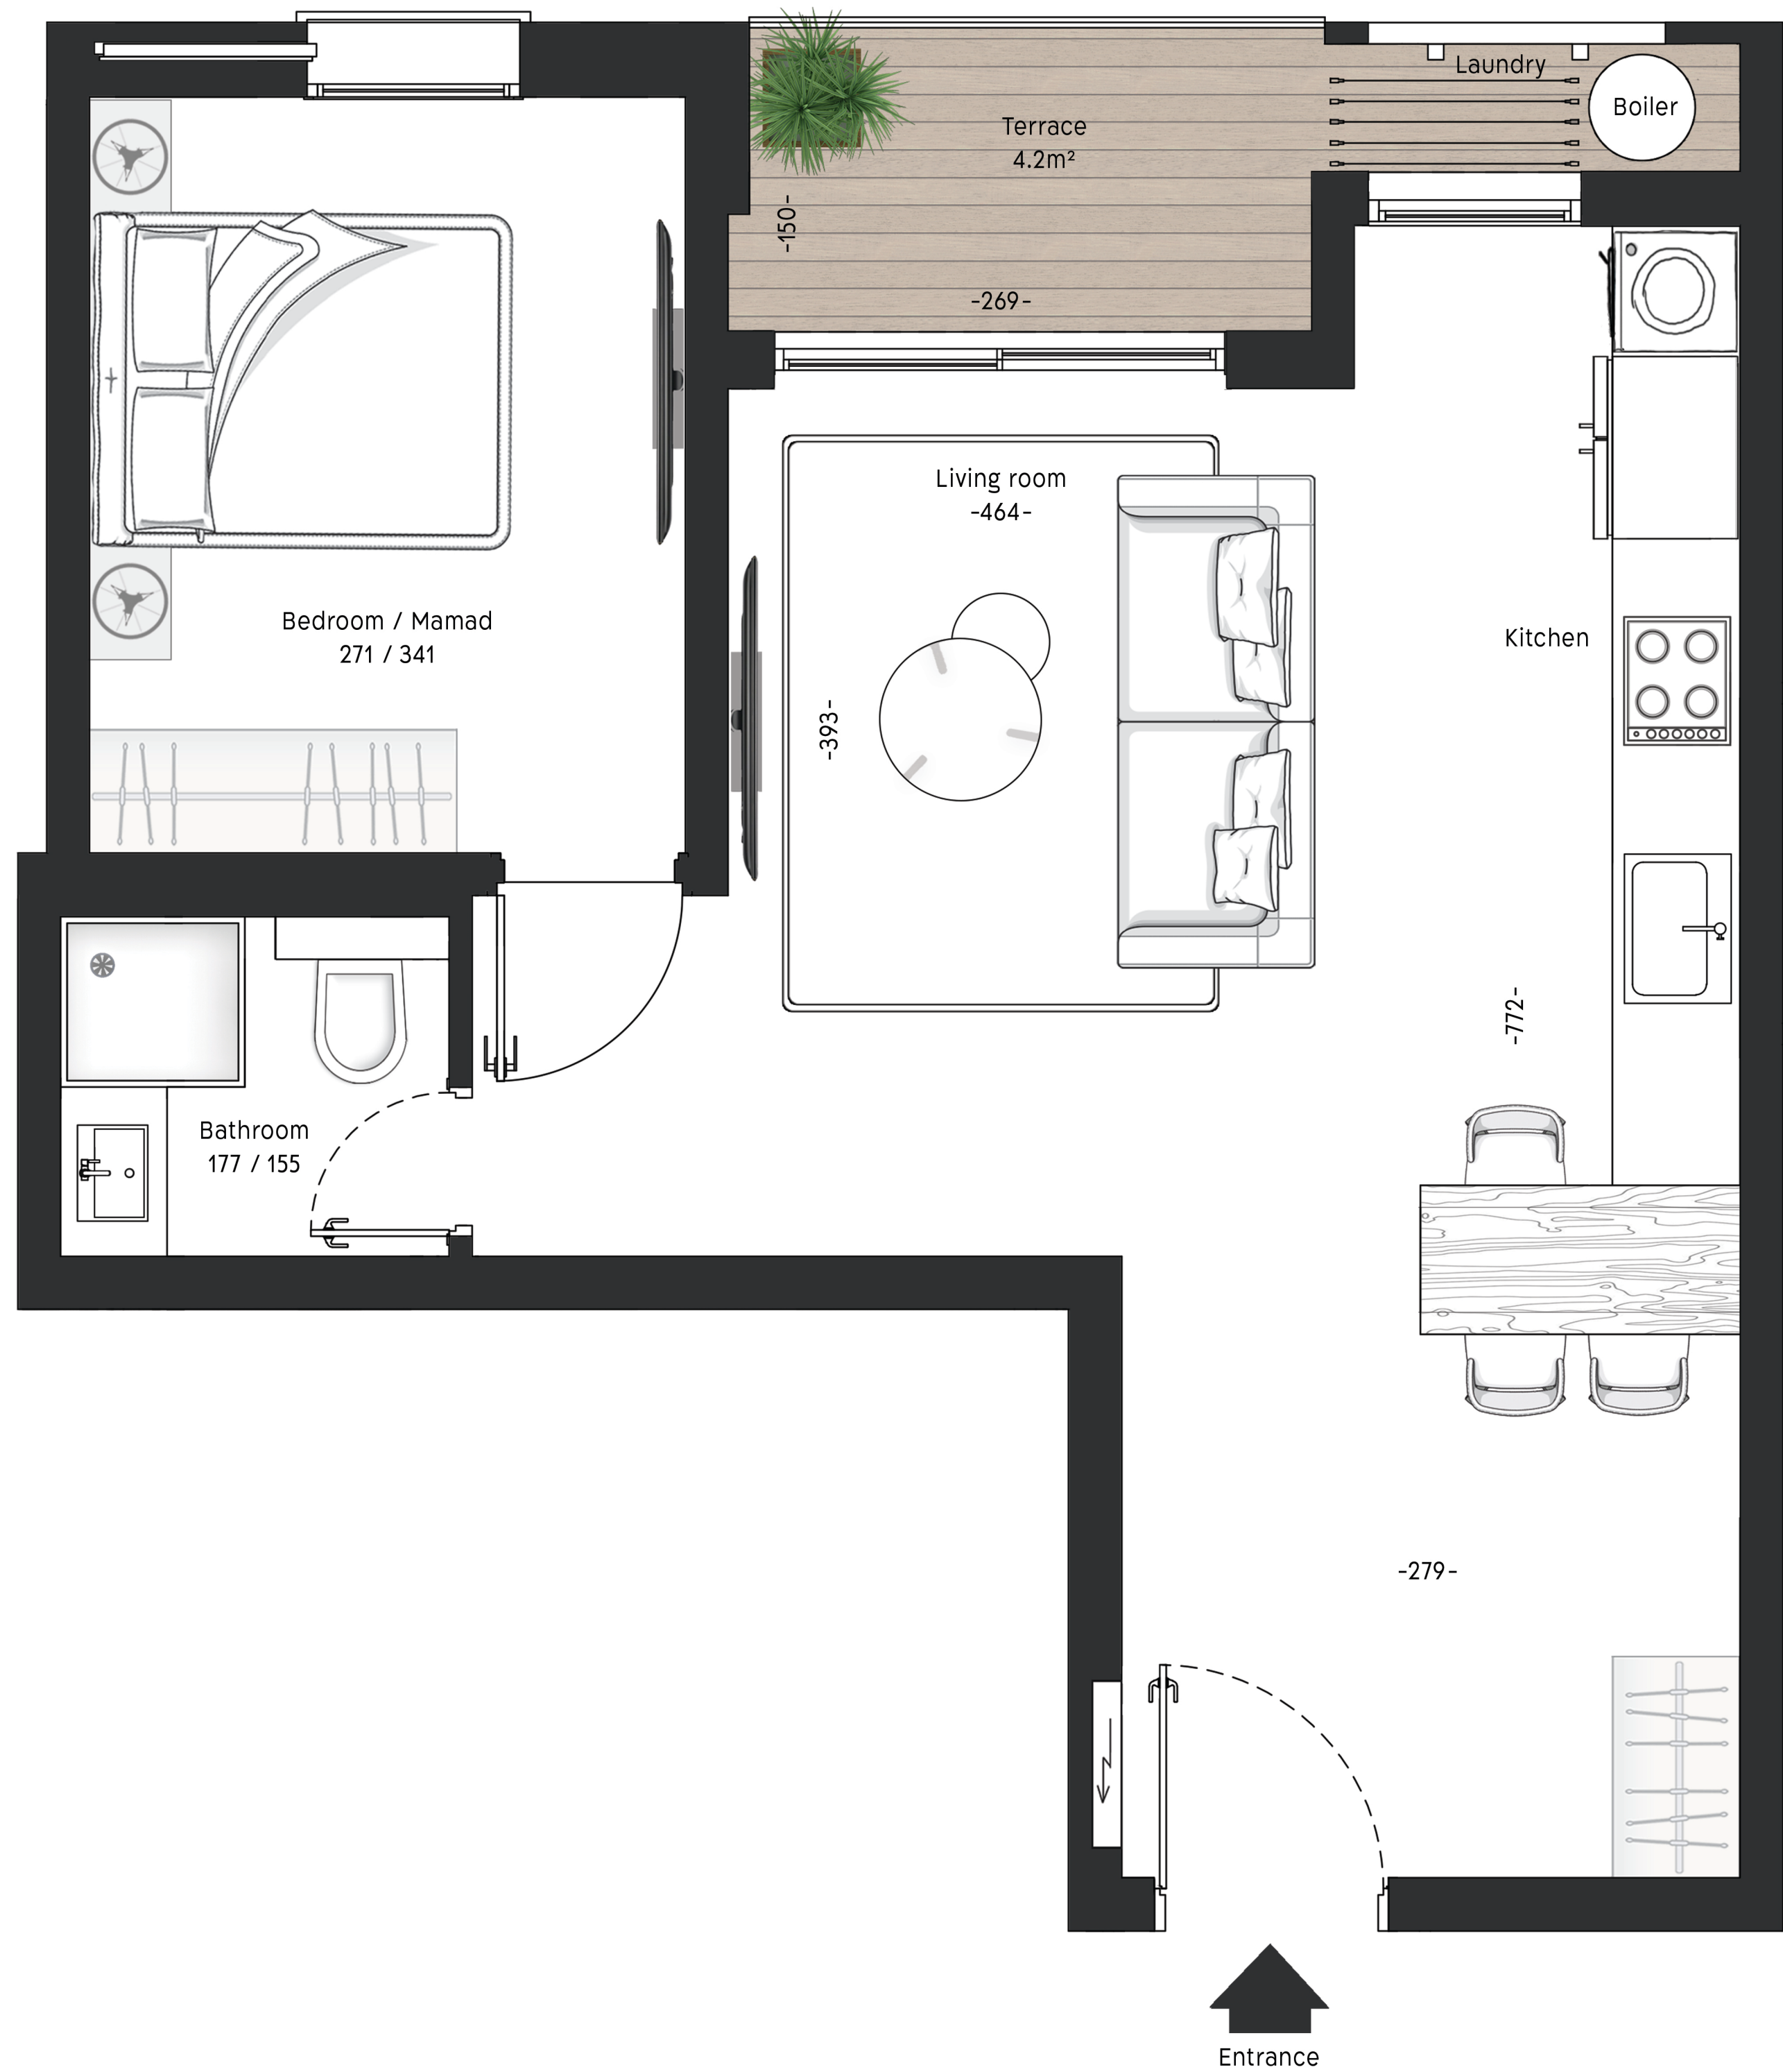 Laundry
Boiler
Terrace
4.2m²
-150-
-269-
Living room
-464-
Bedroom / Mamad
271 / 341
Kitchen
-393-
-772-
Bathroom
177 / 155
-279-
Entrance